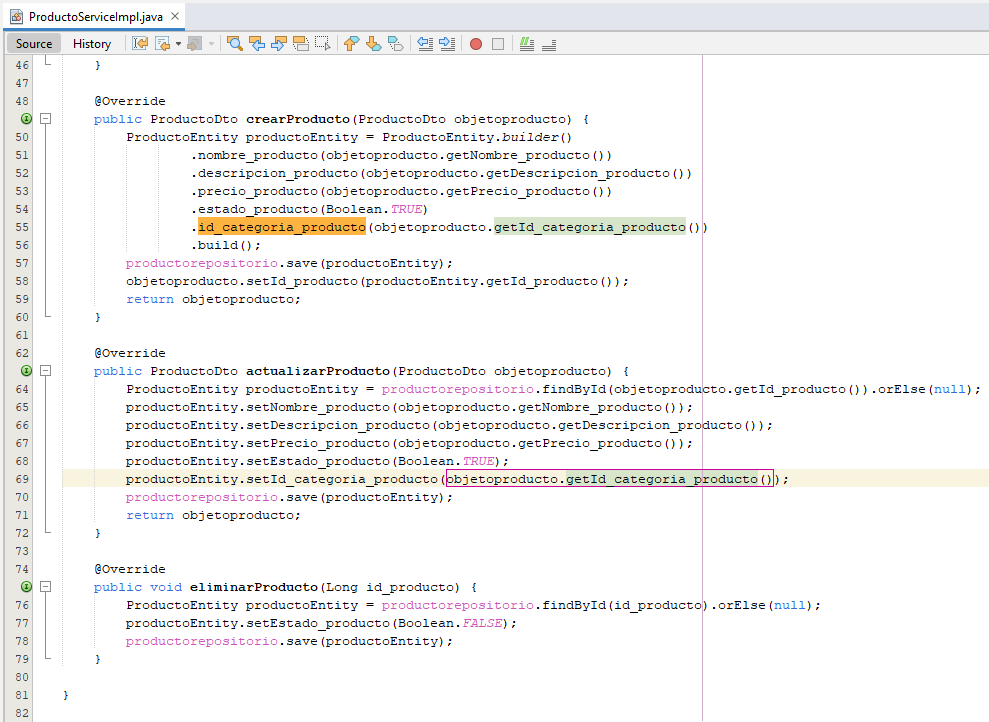 ProductoServiceImpl.java
Source History
46 }
47
48 @Override
public ProductoDto crearProducto(ProductoDto objetoproducto) {
50 ProductoEntity productoEntity = ProductoEntity.builder()
51 .nombre_producto(objetoproducto.getNombre_producto())
52 .descripcion_producto(objetoproducto.getDescripcion_producto())
53 .precio_producto(objetoproducto.getPrecio_producto())
54 .estado_producto(Boolean.TRUE)
55 .id_categoria_producto(objetoproducto.getId_categoria_producto())
56 .build();
57 productorepositorio.save(productoEntity);
58 objetoproducto.setId_producto(productoEntity.getId_producto());
59 return objetoproducto;
60 }
61
62 @Override
public ProductoDto actualizarProducto(ProductoDto objetoproducto) {
64 ProductoEntity productoEntity = productorepositorio.findById(objetoproducto.getId_producto()).orElse(null);
65 productoEntity.setNombre_producto(objetoproducto.getNombre_producto());
66 productoEntity.setDescripcion_producto(objetoproducto.getDescripcion_producto());
67 productoEntity.setPrecio_producto(objetoproducto.getPrecio_producto());
68 productoEntity.setEstado_producto(Boolean.TRUE);
69 productoEntity.setId_categoria_producto(objetoproducto.getId_categoria_producto());
70 productorepositorio.save(productoEntity);
71 return objetoproducto;
72 }
73
74 @Override
public void eliminarProducto(Long id_producto) {
76 ProductoEntity productoEntity = productorepositorio.findById(id_producto).orElse(null);
77 productoEntity.setEstado_producto(Boolean.FALSE);
78 productorepositorio.save(productoEntity);
79 }
80
81 }
82